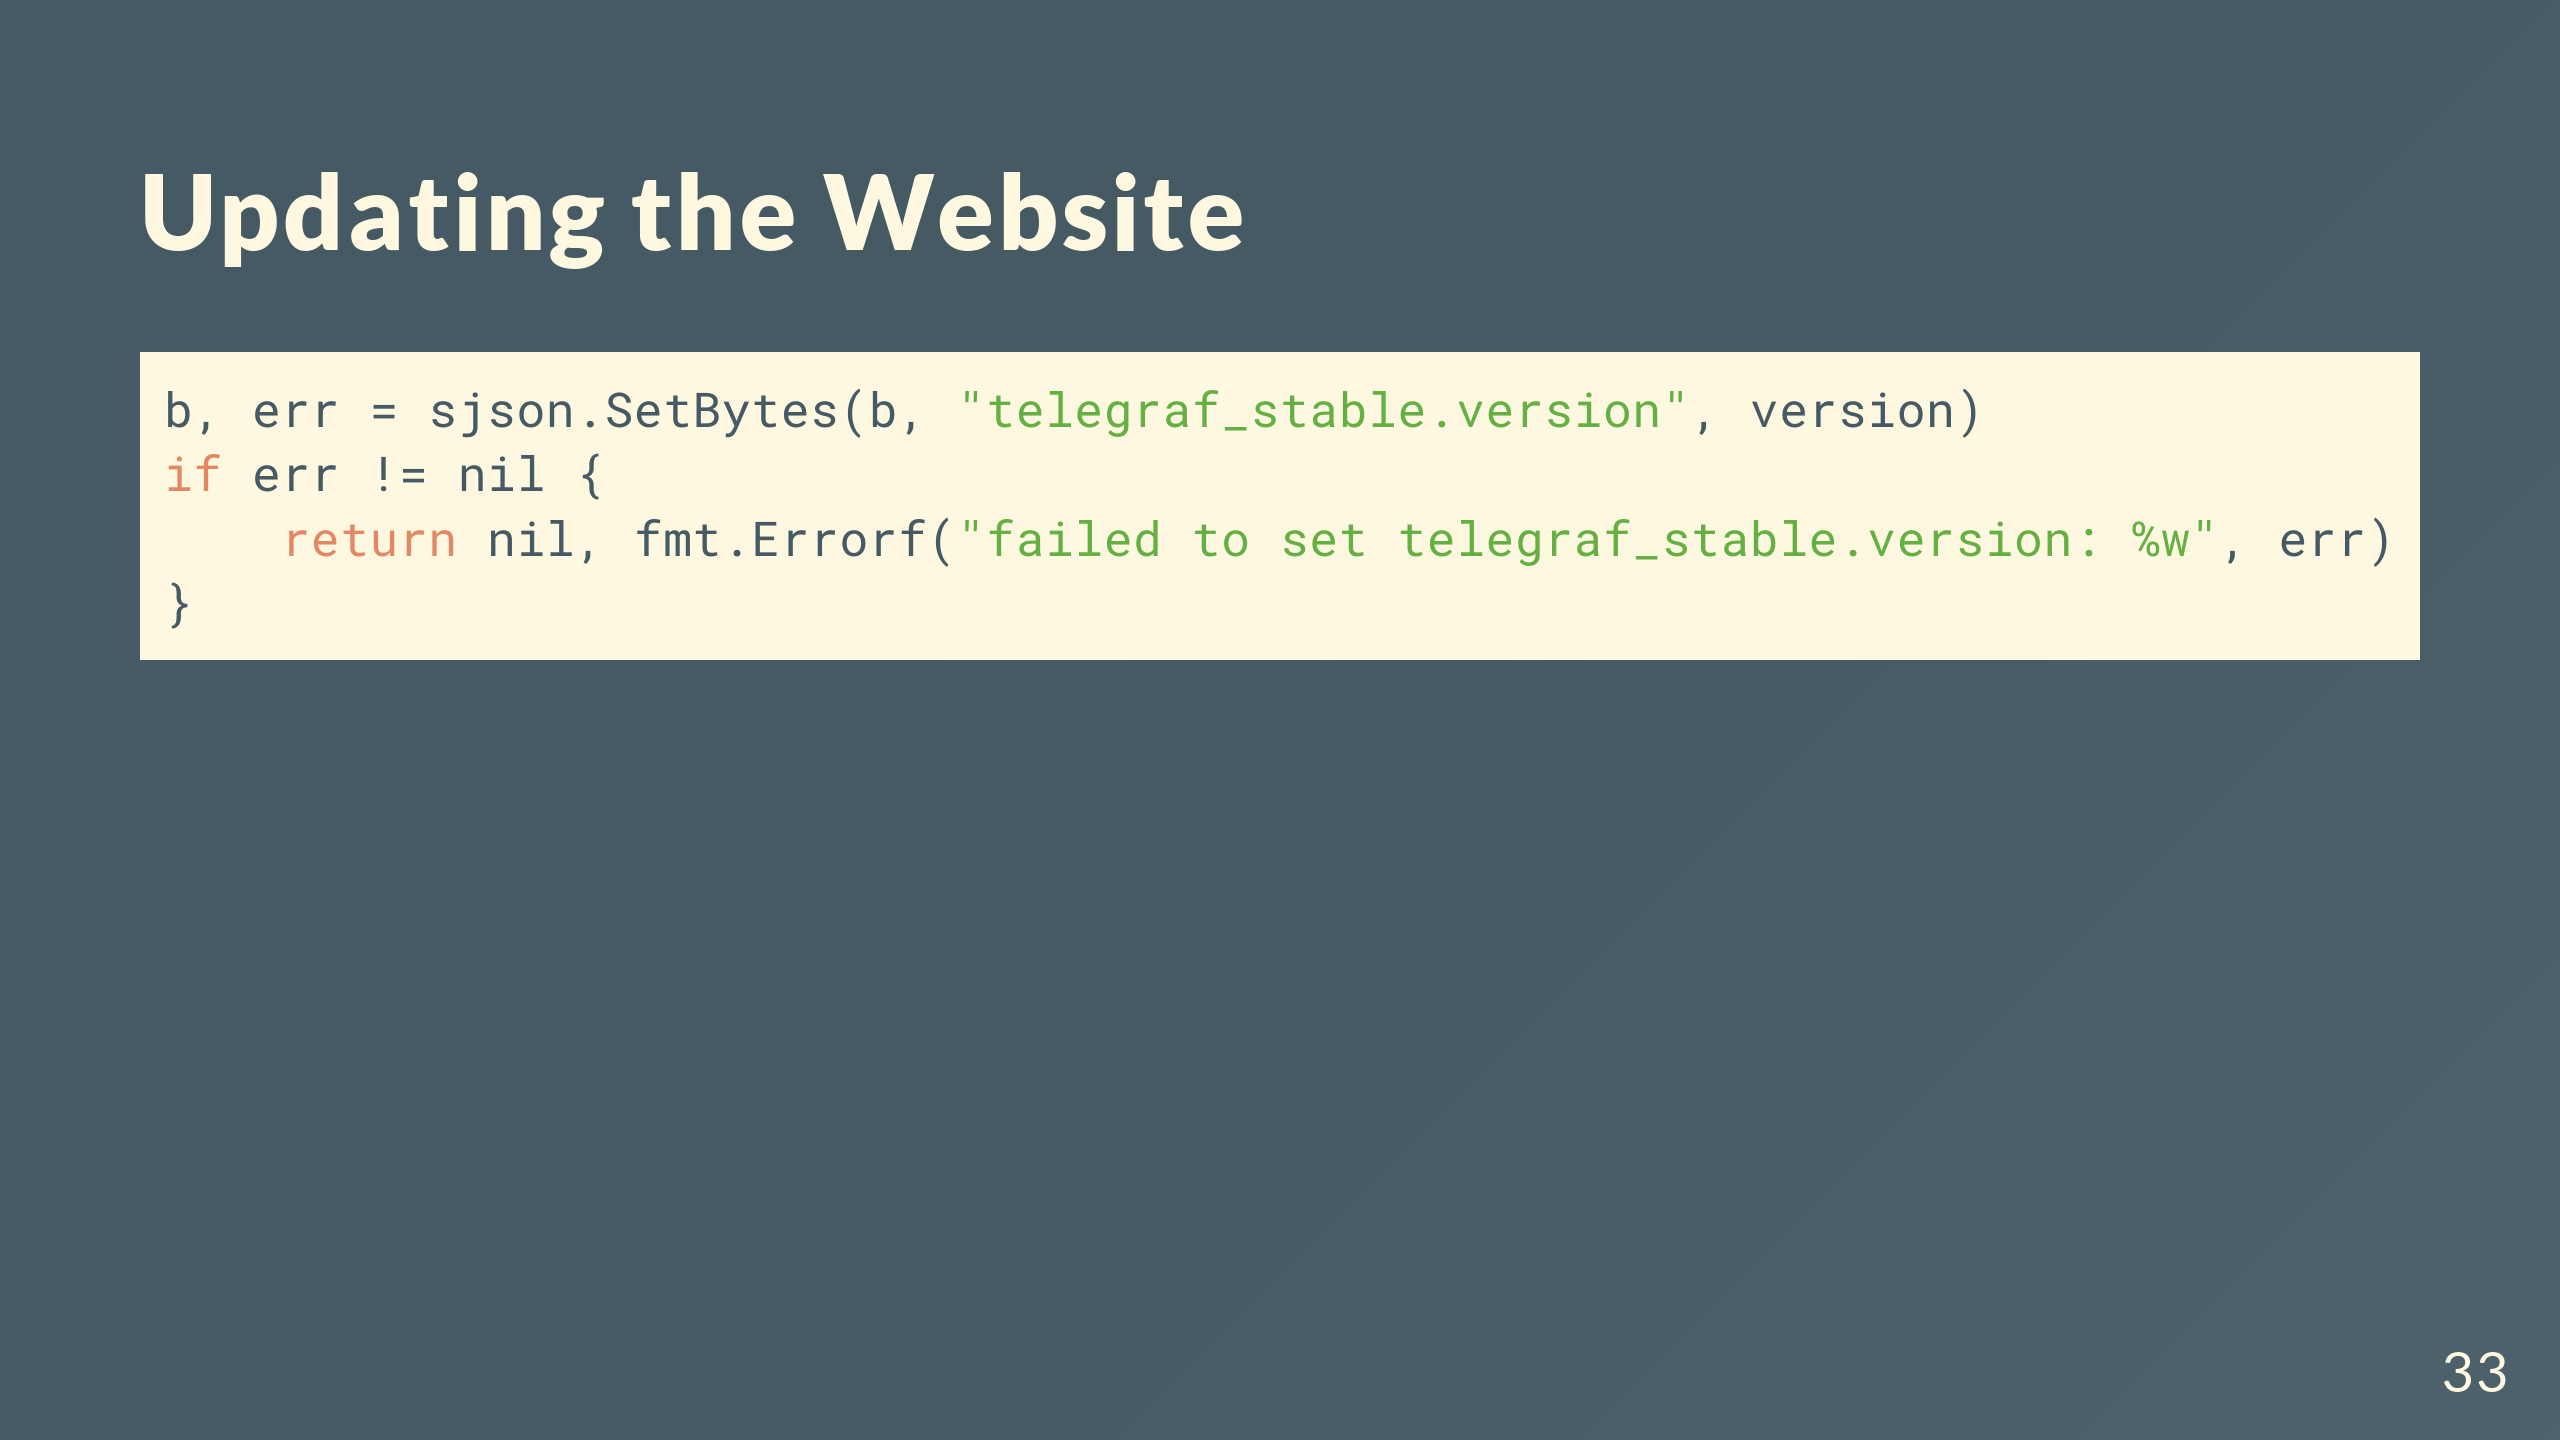 Updating the Website
b, err = sjson.SetBytes(b, "telegraf_stable.version", version)
if err != nil {
    return nil, fmt.Errorf("failed to set telegraf_stable.version: %w", err)
}
33